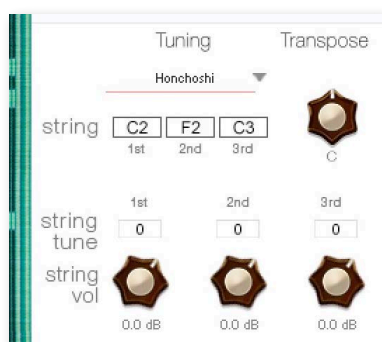 Tuning Transpose
Honchoshi
string C2 F2 C3
1st 2nd 3rd
C
1st 2nd 3rd
string tune 0 0 0
string vol
0.0 dB 0.0 dB 0.0 dB